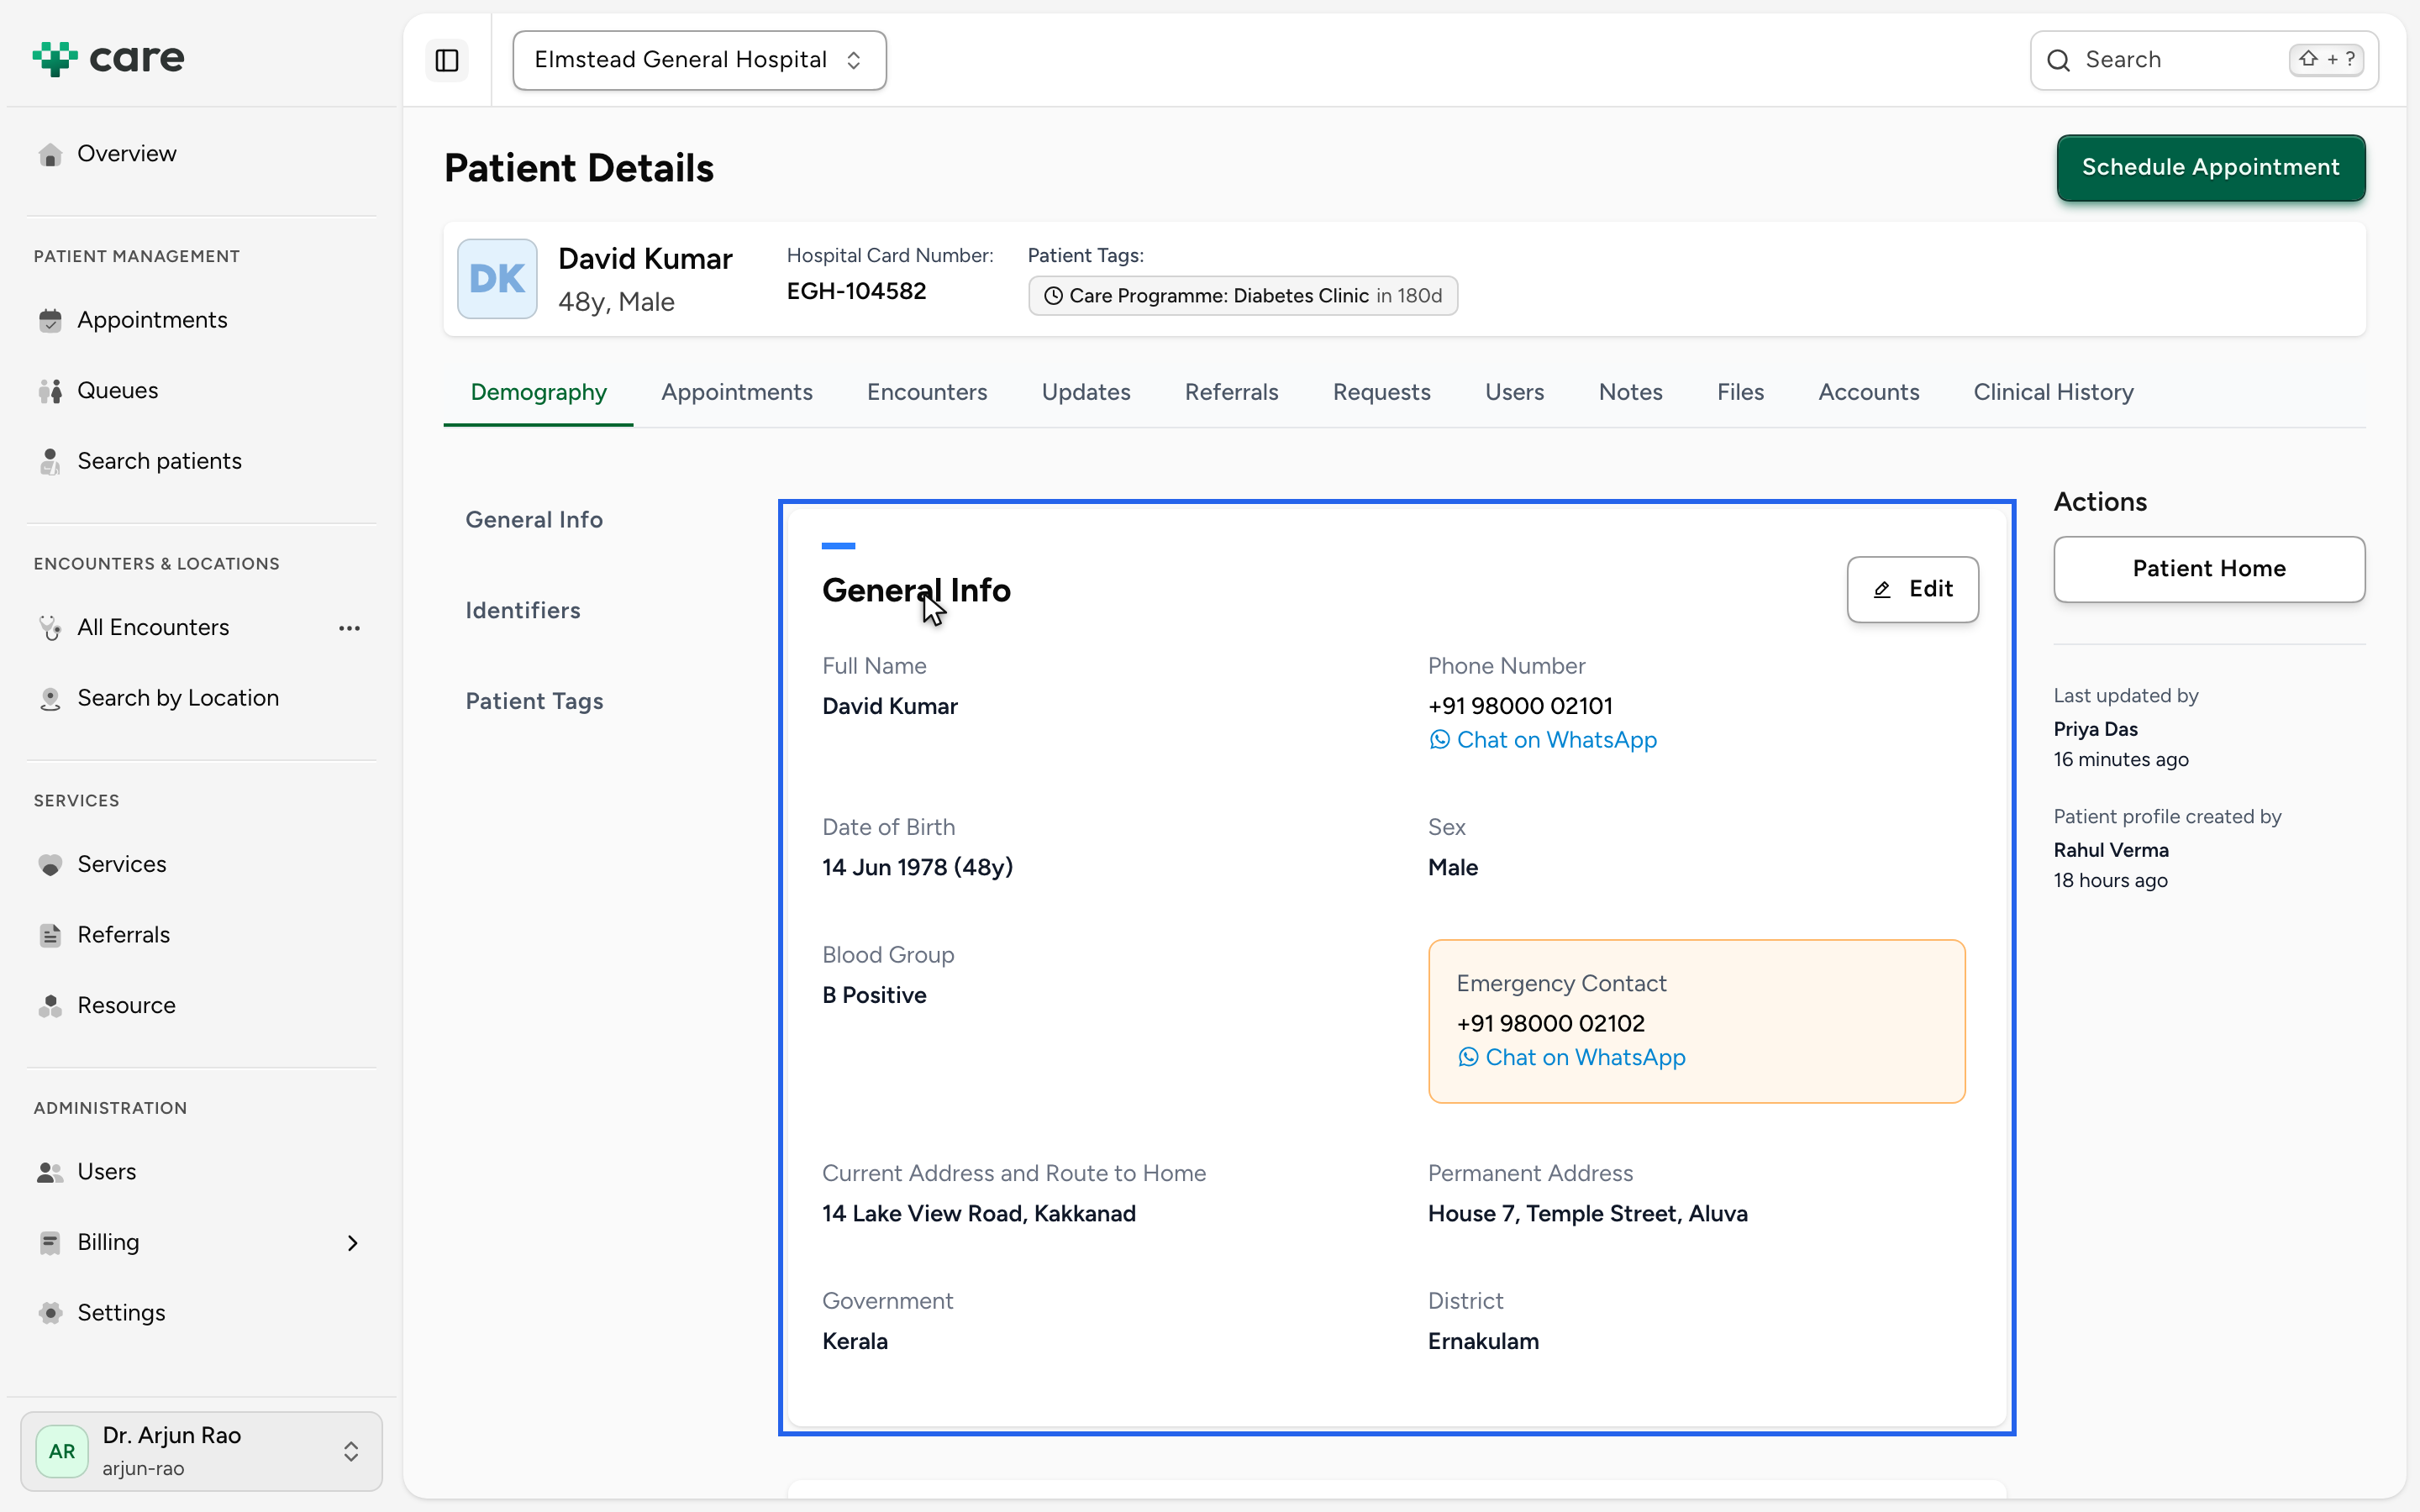 care
Elmstead General Hospital
Search
+ ?
Overview
PATIENT MANAGEMENT
Appointments
Queues
Search patients
ENCOUNTERS & LOCATIONS
All Encounters
Search by Location
SERVICES
Services
Referrals
Resource
ADMINISTRATION
Users
Billing
Settings
AR
Dr. Arjun Rao
arjun-rao
Patient Details
Schedule Appointment
DK
David Kumar
48y, Male
Hospital Card Number:
EGH-104582
Patient Tags:
Care Programme: Diabetes Clinic in 180d
Demography
Appointments
Encounters
Updates
Referrals
Requests
Users
Notes
Files
Accounts
Clinical History
General Info
Identifiers
Patient Tags
General Info
Edit
Full Name
David Kumar
Phone Number
+91 98000 02101
Chat on WhatsApp
Date of Birth
14 Jun 1978 (48y)
Sex
Male
Blood Group
B Positive
Emergency Contact
+91 98000 02102
Chat on WhatsApp
Current Address and Route to Home
14 Lake View Road, Kakkanad
Permanent Address
House 7, Temple Street, Aluva
Government
Kerala
District
Ernakulam
Actions
Patient Home
Last updated by
Priya Das
16 minutes ago
Patient profile created by
Rahul Verma
18 hours ago